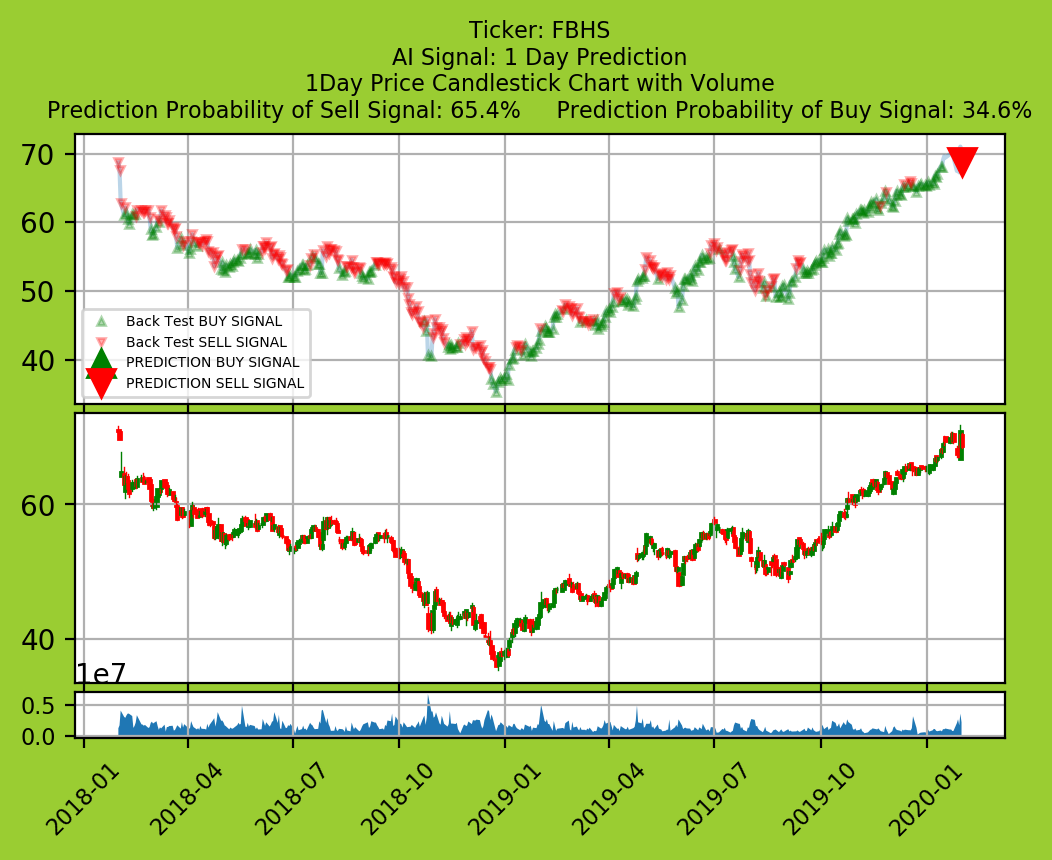 Ticker: FBHS
AI Signal: 1 Day Prediction
1Day Price Candlestick Chart with Volume
Prediction Probability of Sell Signal: 65.4%     Prediction Probability of Buy Signal: 34.6%
70
60
50
40
Back Test BUY SIGNAL
Back Test SELL SIGNAL
PREDICTION BUY SIGNAL
PREDICTION SELL SIGNAL
60
40
1e7
0.5
0.0
2018-01 2018-04 2018-07 2018-10 2019-01 2019-04 2019-07 2019-10 2020-01